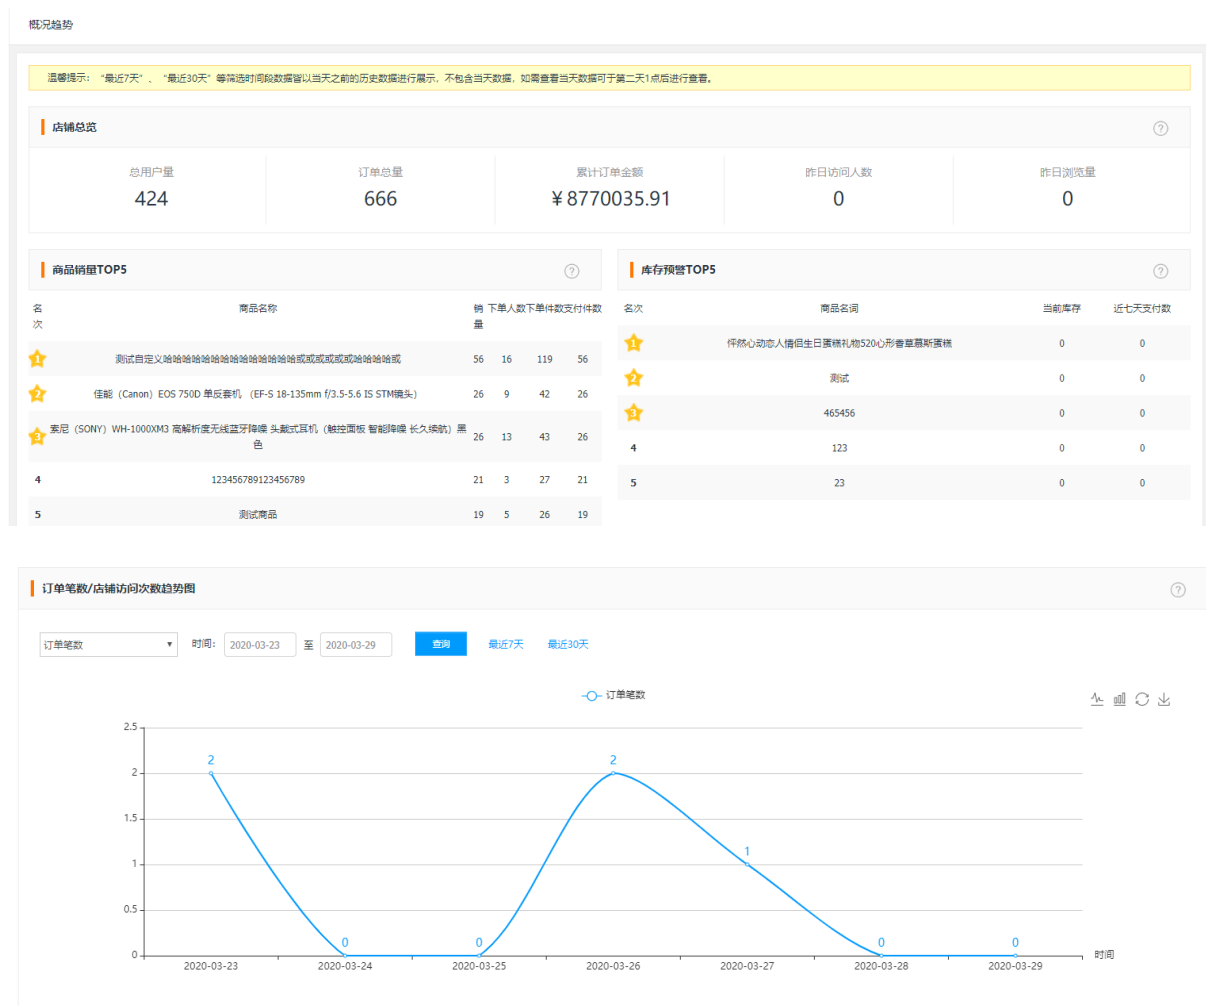 概况趋势
温馨提示： “最近7天”、 “最近30天”等筛选时间段数据皆以当天之前的历史数据进行展示，不包含当天数据，如需查看当天数据可于第二天1点后进行查看。
店铺总览
?
总用户量 订单总量 累计订单金额 昨日访问人数 昨日浏览量
424 666 ￥8770035.91 0 0
商品销量TOP5 ? 库存预警TOP5 ?
名次 商品名称 销量 下单人数 下单件数 支付件数
1 测试自定义哈哈哈哈哈哈哈哈哈哈哈哈哈哈或或或或或或哈哈哈哈或 56 16 119 56
2 佳能（Canon）EOS 750D 单反套机 （EF-S 18-135mm f/3.5-5.6 IS STM镜头） 26 9 42 26
3 索尼（SONY）WH-1000XM3 高解析度无线蓝牙降噪 头戴式耳机（触控面板 智能降噪 长久续航）黑
色 26 13 43 26
4 123456789123456789 21 3 27 21
5 测试商品 19 5 26 19
名次 商品名词 当前库存 近七天支付数
1 怦然心动恋人情侣生日蛋糕礼物520心形香草慕斯蛋糕 0 0
2 测试 0 0
3 465456 0 0
4 123 0 0
5 23 0 0
订单笔数/店铺访问次数趋势图 ?
订单笔数 时间： 2020-03-23 至 2020-03-29 查询 最近7天 最近30天
订单笔数
2.5
2
1.5
1
0.5
0
2 0 0 2 1 0 0
2020-03-23 2020-03-24 2020-03-25 2020-03-26 2020-03-27 2020-03-28 2020-03-29
时间